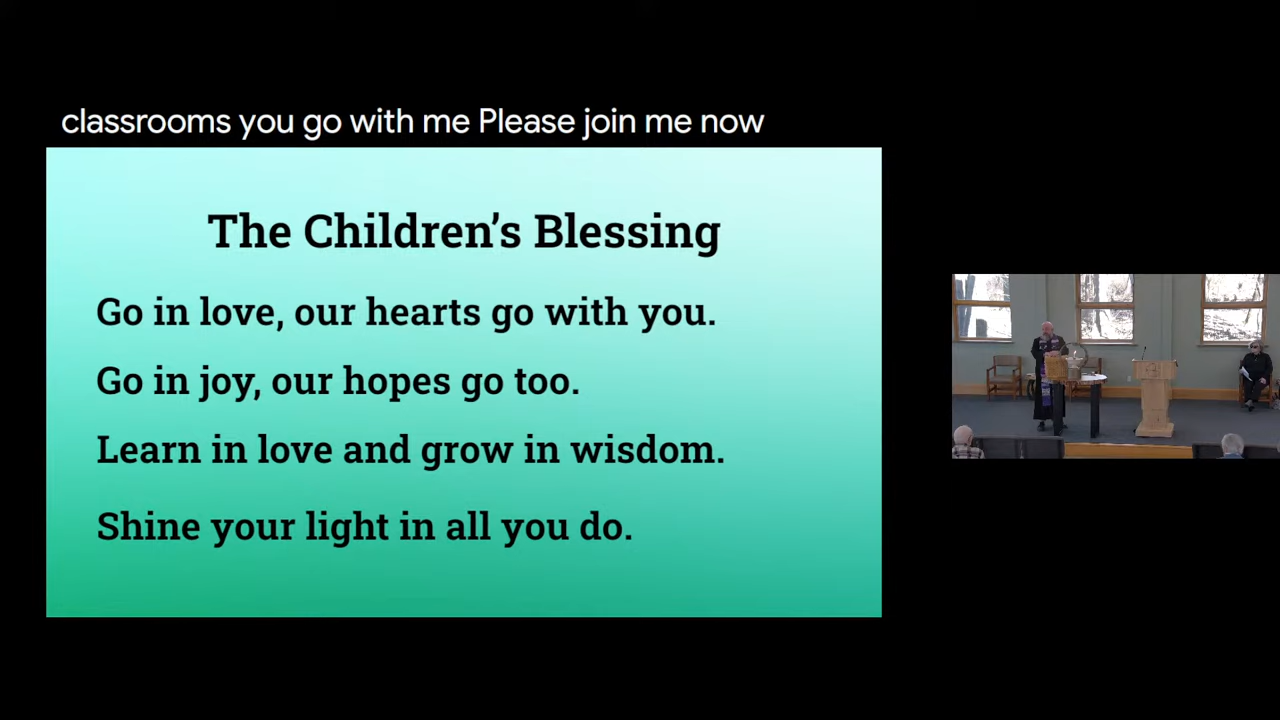 classrooms you go with me Please join me now
The Children's Blessing
Go in love, our hearts go with you.
Go in joy, our hopes go too.
Learn in love and grow in wisdom.
Shine your light in all you do.